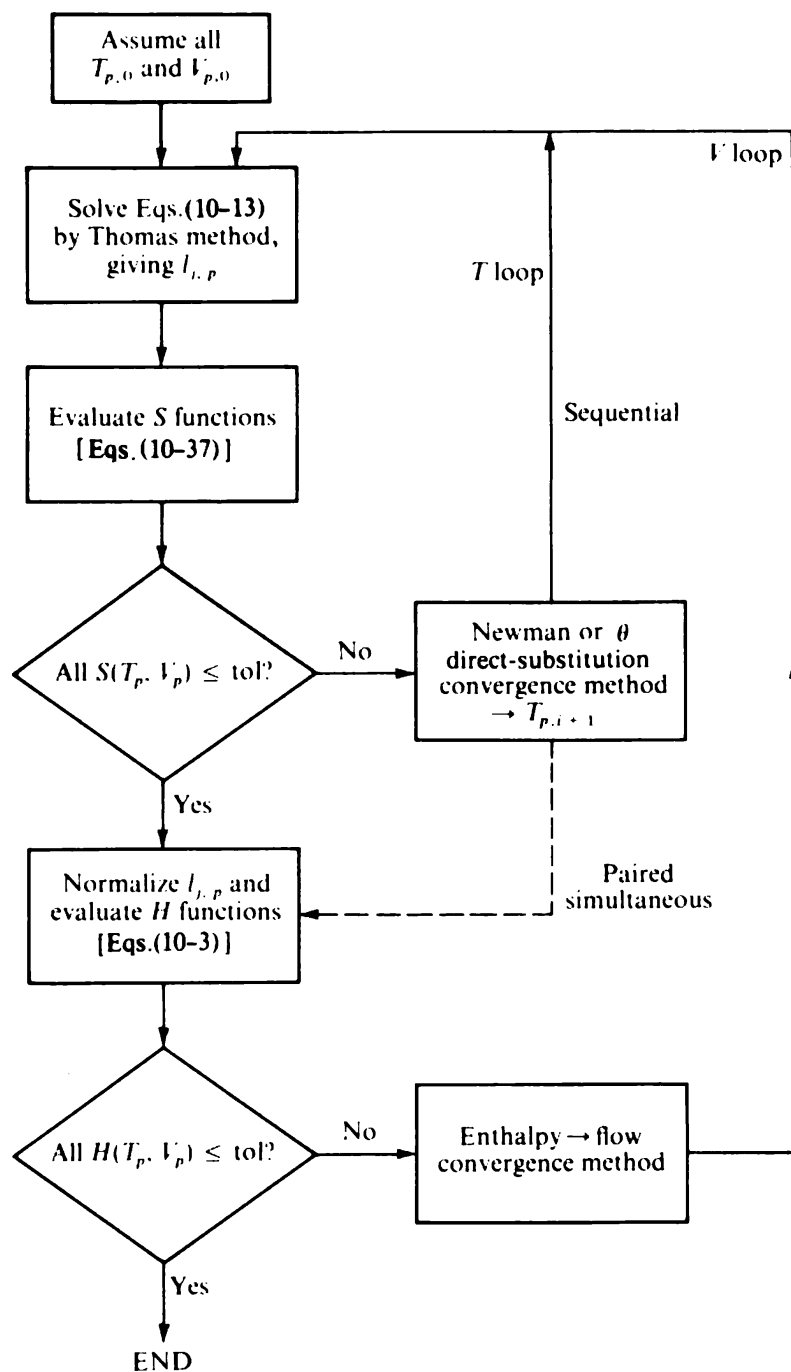 Assume all
T_{p,0} and V_{p,0}
V loop
Solve Eqs.(10–13)
by Thomas method,
giving l_{j,p}
T loop
Evaluate S functions
[Eqs.(10–37)]
Sequential
All S(T_p, V_p) ≤ tol?
No
Newman or θ
direct-substitution
convergence method
→ T_{p,i+1}
Yes
Normalize l_{j,p} and
evaluate H functions
[Eqs.(10–3)]
Paired
simultaneous
All H(T_p, V_p) ≤ tol?
No
Enthalpy → flow
convergence method
Yes
END